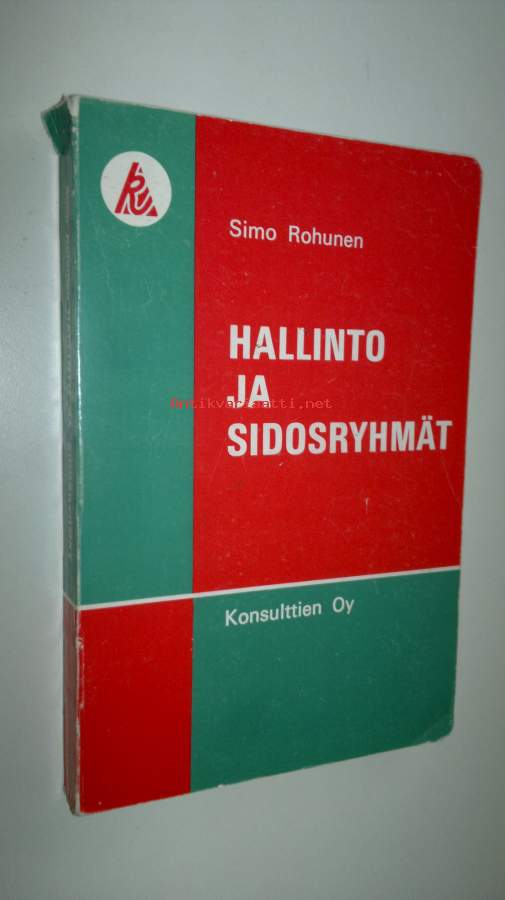 Simo Rohunen
HALLINTO
JA
antikvariaatti.net
SIDOSRYHMÄT
Konsulttien Oy